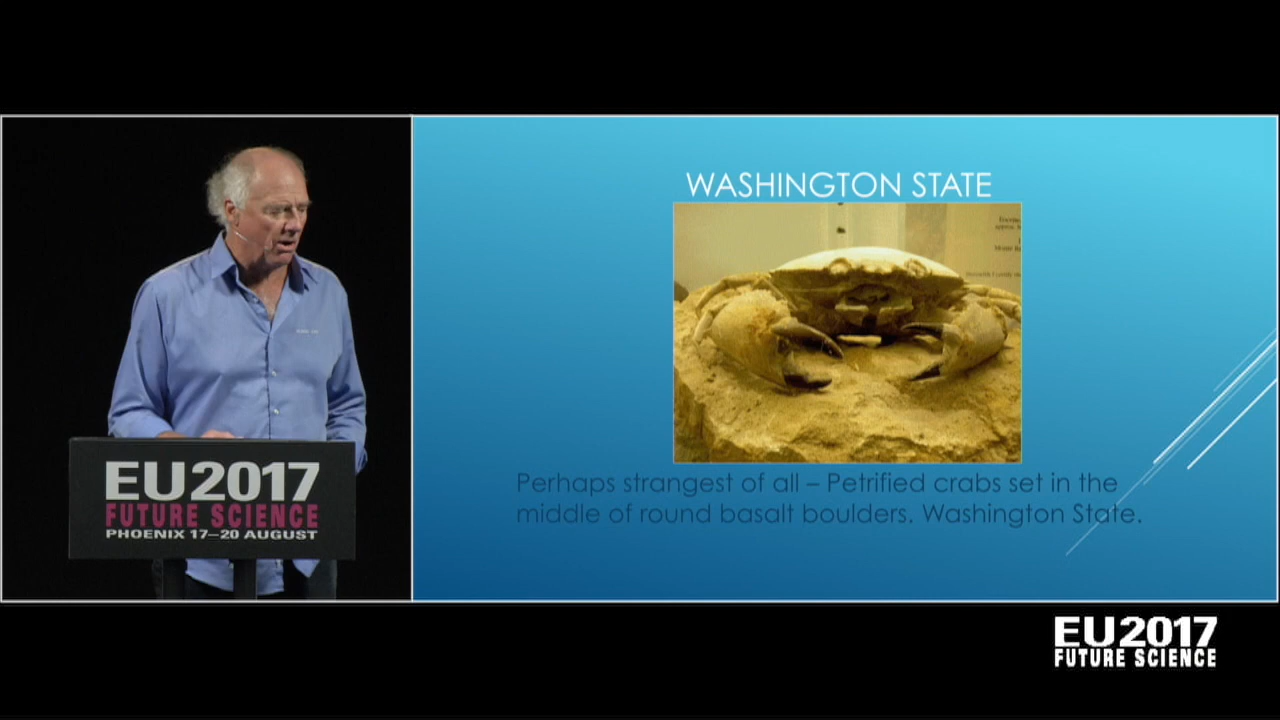 WASHINGTON STATE
Perhaps strangest of all – Petrified crabs set in the
middle of round basalt boulders. Washington State.
EU2017
FUTURE SCIENCE
PHOENIX 17–20 AUGUST
EU2017
FUTURE SCIENCE